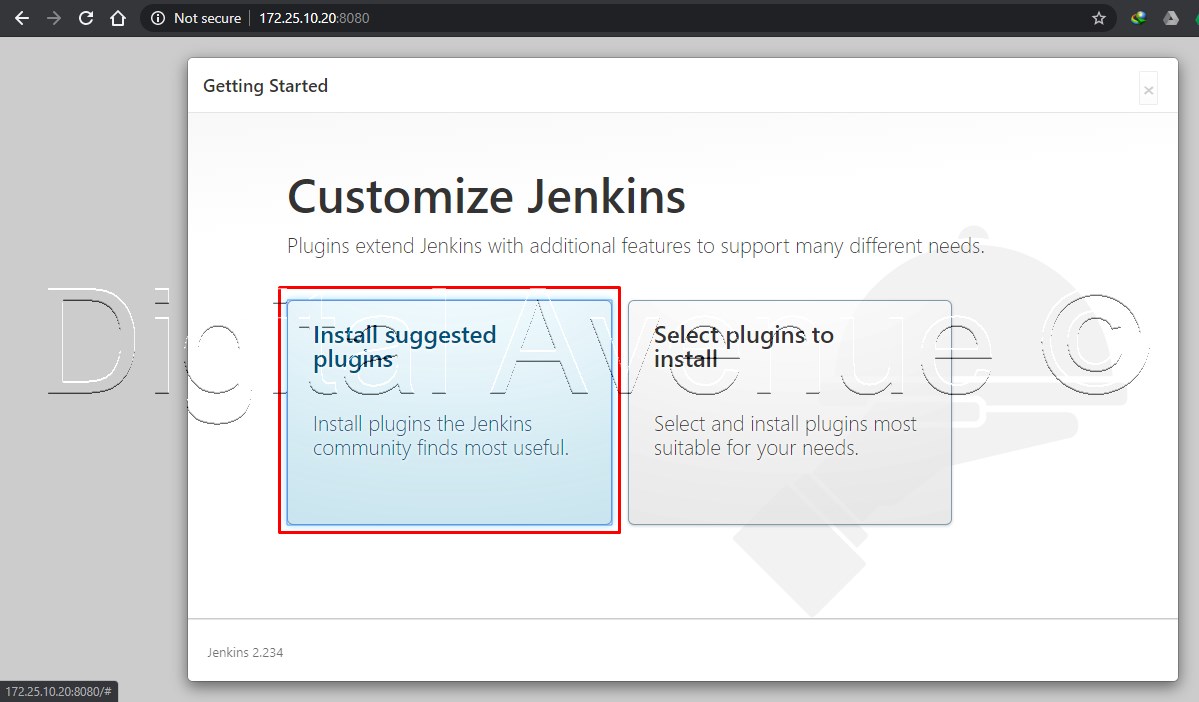 Not secure
172.25.10.20:8080
Getting Started
×
Customize Jenkins
Plugins extend Jenkins with additional features to support many different needs.
Digital Avenue ©
Install suggested
plugins
Install plugins the Jenkins
community finds most useful.
Select plugins to
install
Select and install plugins most
suitable for your needs.
Jenkins 2.234
172.25.10.20:8080/#